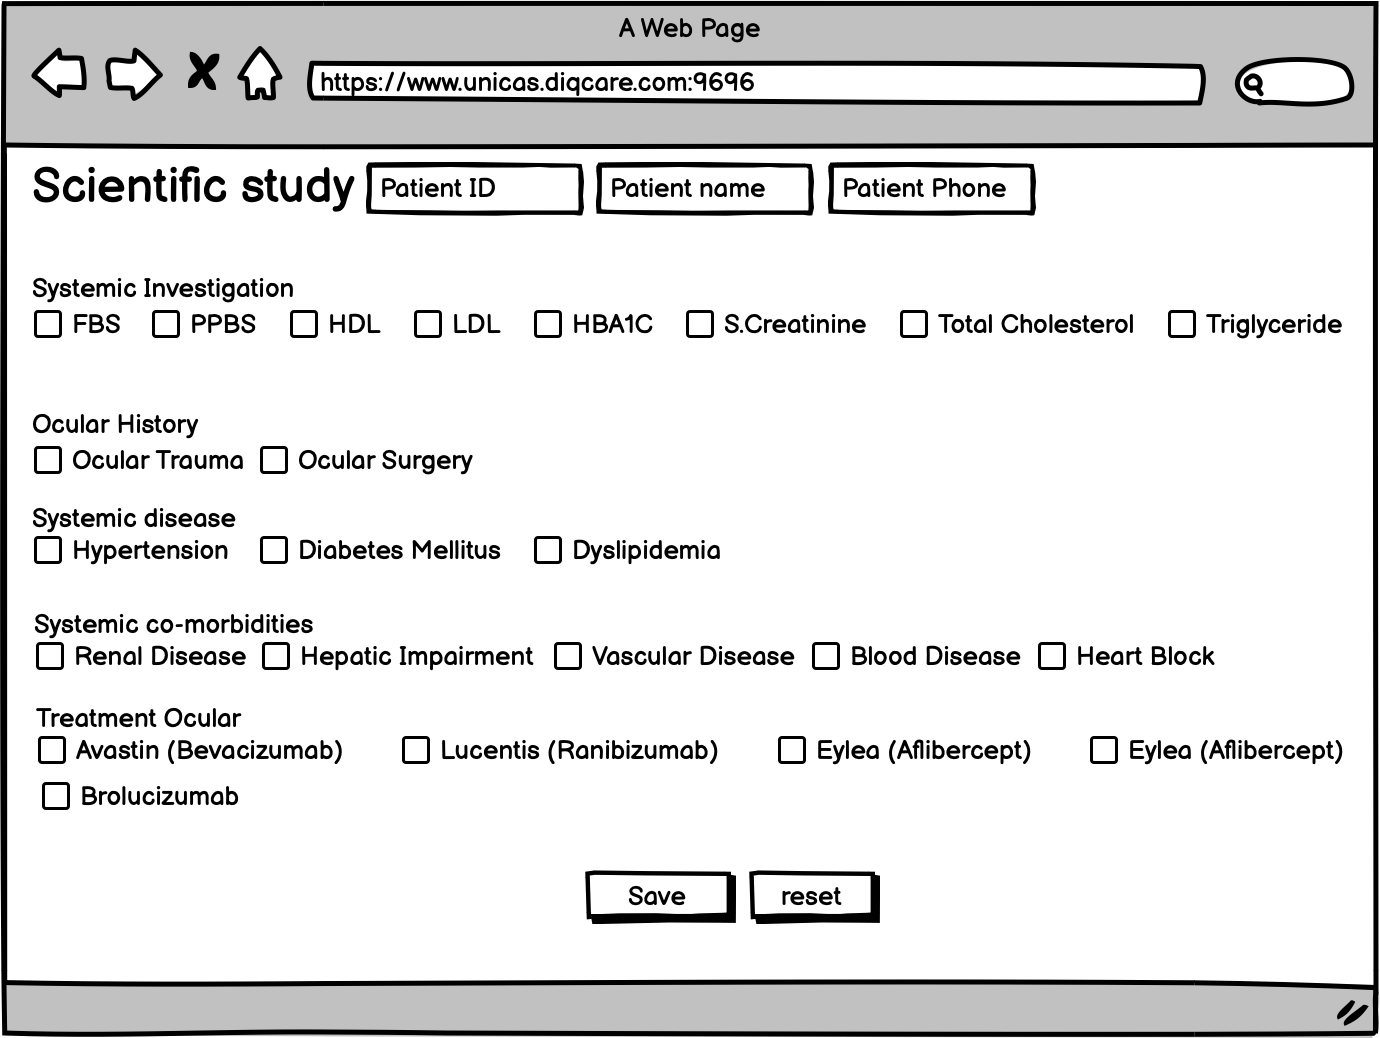 A Web Page
https://www.unicas.diqcare.com:9696
Scientific study Patient ID Patient name Patient Phone
Systemic Investigation
FBS PPBS HDL LDL HBA1C S.Creatinine Total Cholesterol Triglyceride
Ocular History
Ocular Trauma Ocular Surgery
Systemic disease
Hypertension Diabetes Mellitus Dyslipidemia
Systemic co-morbidities
Renal Disease Hepatic Impairment Vascular Disease Blood Disease Heart Block
Treatment Ocular
Avastin (Bevacizumab) Lucentis (Ranibizumab) Eylea (Aflibercept) Eylea (Aflibercept)
Brolucizumab
Save reset